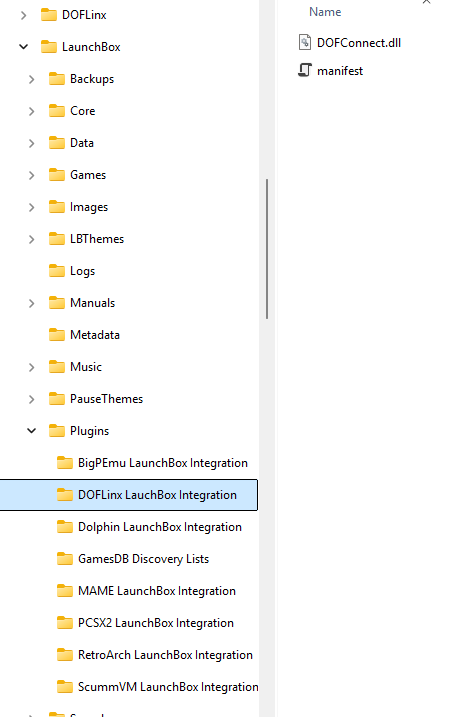 DOFLinx
LaunchBox
Backups
Core
Data
Games
Images
LBThemes
Logs
Manuals
Metadata
Music
PauseThemes
Plugins
BigPEmu LaunchBox Integration
DOFLinx LauchBox Integration
Dolphin LaunchBox Integration
GamesDB Discovery Lists
MAME LaunchBox Integration
PCSX2 LaunchBox Integration
RetroArch LaunchBox Integration
ScummVM LaunchBox Integration
Name
DOFConnect.dll
manifest